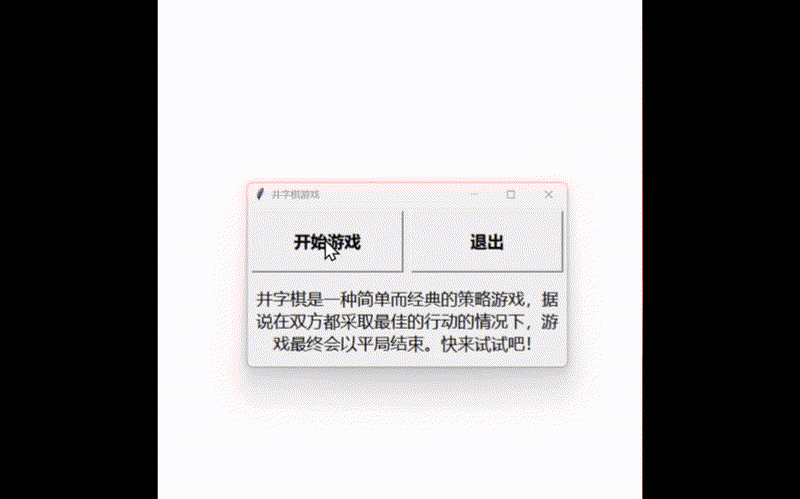 井字棋游戏
开始游戏
退出
井字棋是一种简单而经典的策略游戏，据
说在双方都采取最佳的行动的情况下，游
戏最终会以平局结束。快来试试吧！